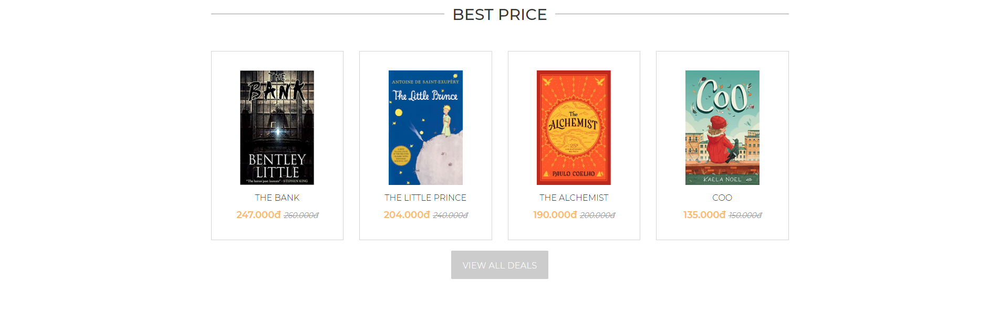 BEST PRICE
THE
BANK
BENTLEY
LITTLE
"The horror poet laureate" - STEPHEN KING
THE BANK
247.000đ 260.000đ
ANTOINE DE SAINT-EXUPÉRY
The Little Prince
THE LITTLE PRINCE
204.000đ 240.000đ
The
ALCHEMIST
25th
PAULO COELHO
THE ALCHEMIST
190.000đ 200.000đ
COO
KAELA NOEL
COO
135.000đ 150.000đ
VIEW ALL DEALS